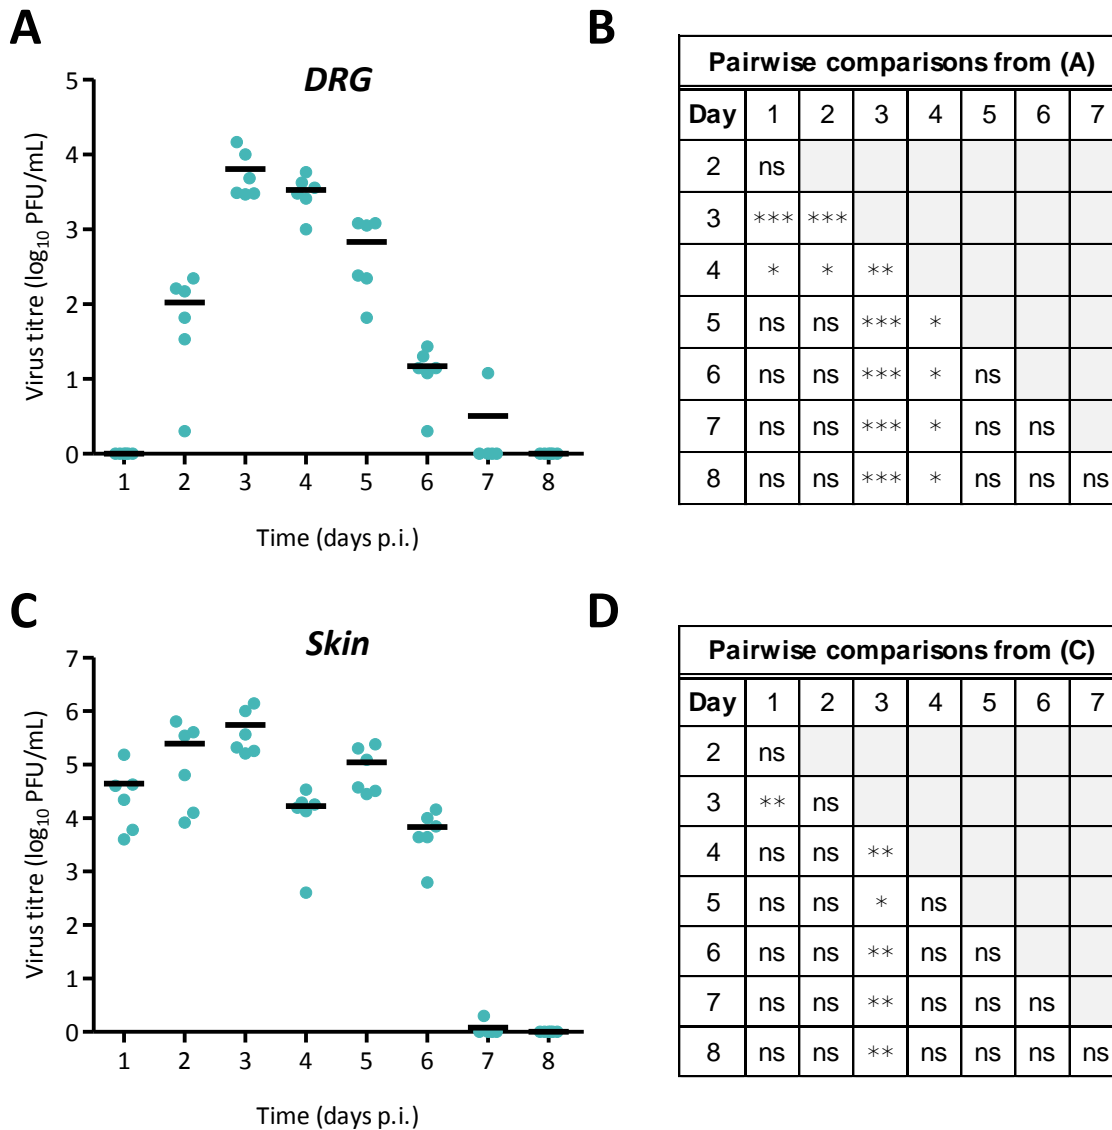 A
DRG
Virus titre (log₁₀ PFU/mL)
5
4
3
2
1
0
1 2 3 4 5 6 7 8
Time (days p.i.)
B
Pairwise comparisons from (A)
Day 1 2 3 4 5 6 7
2 ns
3 *** ***
4 * * **
5 ns ns *** *
6 ns ns *** * ns
7 ns ns *** * ns ns
8 ns ns *** * ns ns ns
C
Skin
Virus titre (log₁₀ PFU/mL)
7
6
5
4
3
2
1
0
1 2 3 4 5 6 7 8
Time (days p.i.)
D
Pairwise comparisons from (C)
Day 1 2 3 4 5 6 7
2 ns
3 ** ns
4 ns ns **
5 ns ns * ns
6 ns ns ** ns ns
7 ns ns ** ns ns ns
8 ns ns ** ns ns ns ns